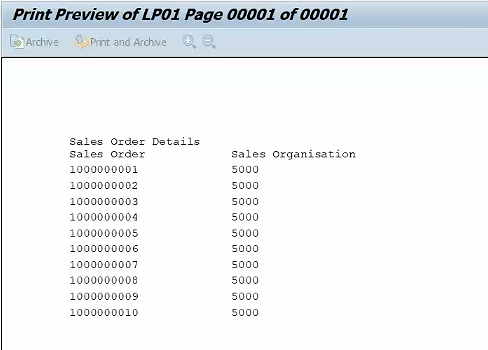 Print Preview of LP01 Page 00001 of 00001
Archive Print and Archive
Sales Order Details
Sales Order Sales Organisation
1000000001 5000
1000000002 5000
1000000003 5000
1000000004 5000
1000000005 5000
1000000006 5000
1000000007 5000
1000000008 5000
1000000009 5000
1000000010 5000